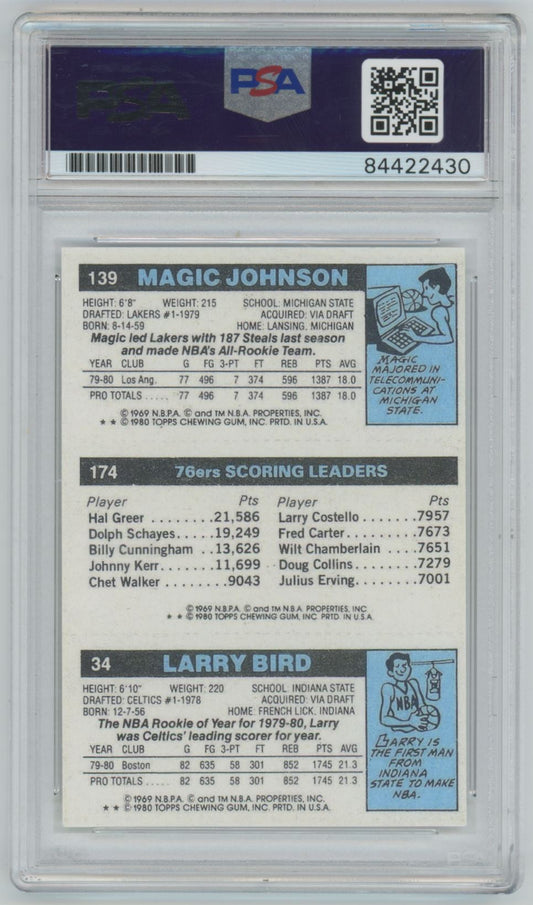 PSA
PSA
84422430
139 MAGIC JOHNSON
HEIGHT: 6'8" WEIGHT: 215 SCHOOL: MICHIGAN STATE
DRAFTED: LAKERS #1-1979 ACQUIRED: VIA DRAFT
BORN: 8-14-59 HOME: LANSING, MICHIGAN
Magic led Lakers with 187 Steals last season
and made NBA's All-Rookie Team.
YEAR CLUB G FG 3-PT FT REB PTS AVG
79-80 Los Ang. 77 496 7 374 596 1387 18.0
PRO TOTALS ..... 77 496 7 374 596 1387 18.0
© 1969 N.B.P.A. © and TM N.B.A. PROPERTIES, INC.
★ ★ © 1980 TOPPS CHEWING GUM, INC. PRTD. IN U.S.A.
MAGIC
MAJORED IN
TELECOMMUNI-
CATIONS AT
MICHIGAN
STATE.
174 76ers SCORING LEADERS
Player Pts Player Pts
Hal Greer ........21,586 Larry Costello .......7957
Dolph Schayes....19,249 Fred Carter..........7673
Billy Cunningham ..13,626 Wilt Chamberlain ....7651
Johnny Kerr.......11,699 Doug Collins.........7279
Chet Walker ........9043 Julius Erving.........7001
© 1969 N.B.P.A. © and TM N.B.A. PROPERTIES, INC
★ ★ © 1980 TOPPS CHEWING GUM, INC. PRTD. IN U.S.A.
34 LARRY BIRD
HEIGHT: 6'10" WEIGHT: 220 SCHOOL: INDIANA STATE
DRAFTED: CELTICS #1-1978 ACQUIRED: VIA DRAFT
BORN: 12-7-56 HOME: FRENCH LICK, INDIANA
The NBA Rookie of Year for 1979-80, Larry
was Celtics' leading scorer for year.
YEAR CLUB G FG 3-PT FT REB PTS AVG
79-80 Boston 82 635 58 301 852 1745 21.3
PRO TOTALS ..... 82 635 58 301 852 1745 21.3
© 1969 N.B.P.A. © and TM N.B.A. PROPERTIES, INC.
★ ★ © 1980 TOPPS CHEWING GUM, INC. PRTD. IN U.S.A.
NBA
LARRY IS
THE FIRST MAN
FROM
INDIANA
STATE TO MAKE
NBA.